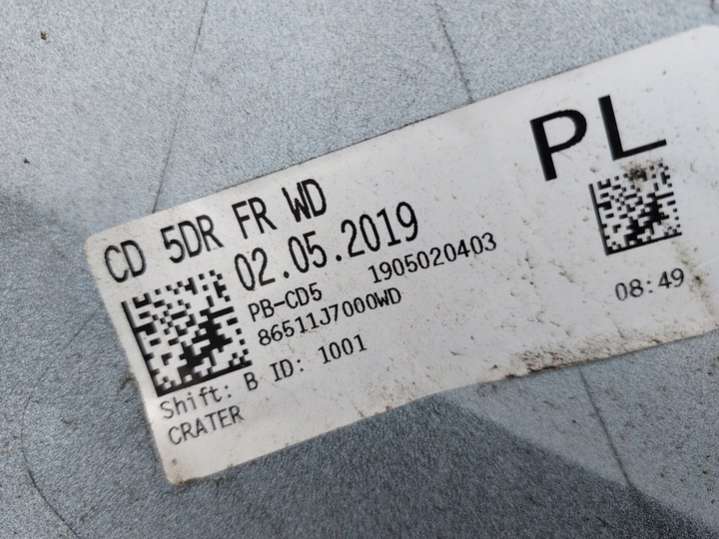 CD 5DR FR WD
02.05.2019
PB-CD5 1905020403
86511J7000WD
Shift: B ID: 1001
CRATER
PL
08:49